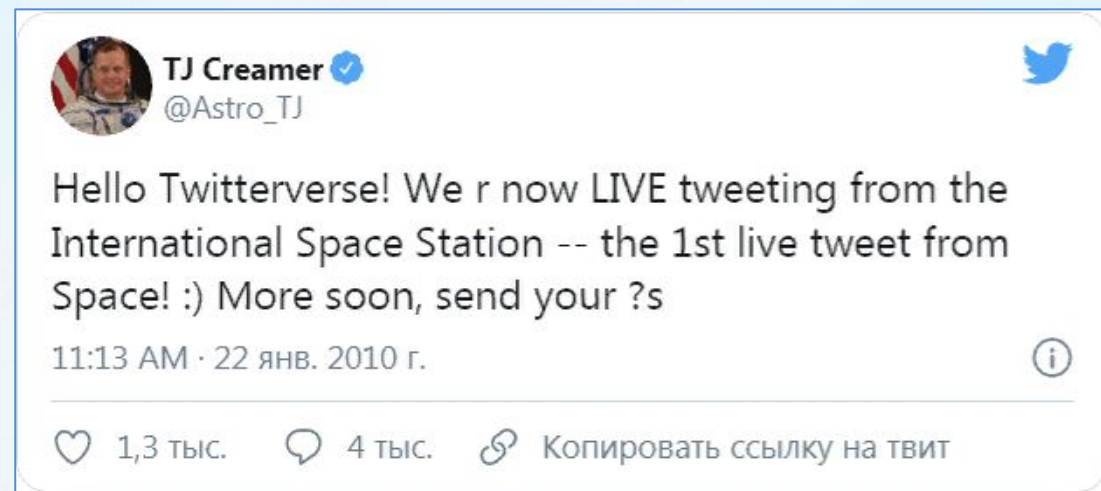 TJ Creamer
@Astro_TJ
Hello Twitterverse! We r now LIVE tweeting from the
International Space Station -- the 1st live tweet from
Space! :) More soon, send your ?s
11:13 AM · 22 янв. 2010 г.
1,3 тыс. 4 тыс. Копировать ссылку на твит